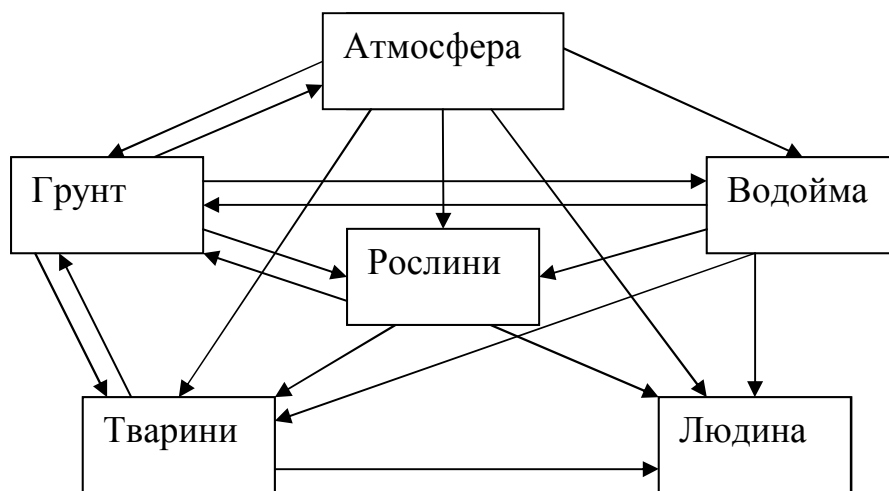 Атмосфера
Грунт
Водойма
Рослини
Тварини
Людина